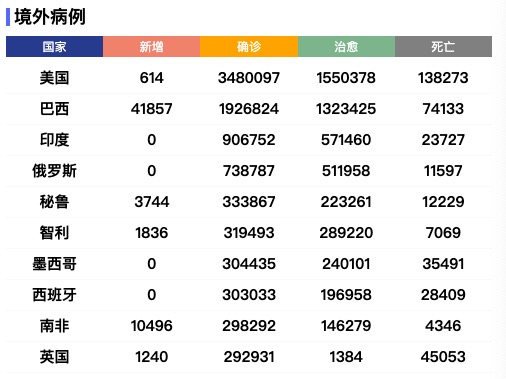 境外病例
国家 新增 确诊 治愈 死亡
美国 614 3480097 1550378 138273
巴西 41857 1926824 1323425 74133
印度 0 906752 571460 23727
俄罗斯 0 738787 511958 11597
秘鲁 3744 333867 223261 12229
智利 1836 319493 289220 7069
墨西哥 0 304435 240101 35491
西班牙 0 303033 196958 28409
南非 10496 298292 146279 4346
英国 1240 292931 1384 45053